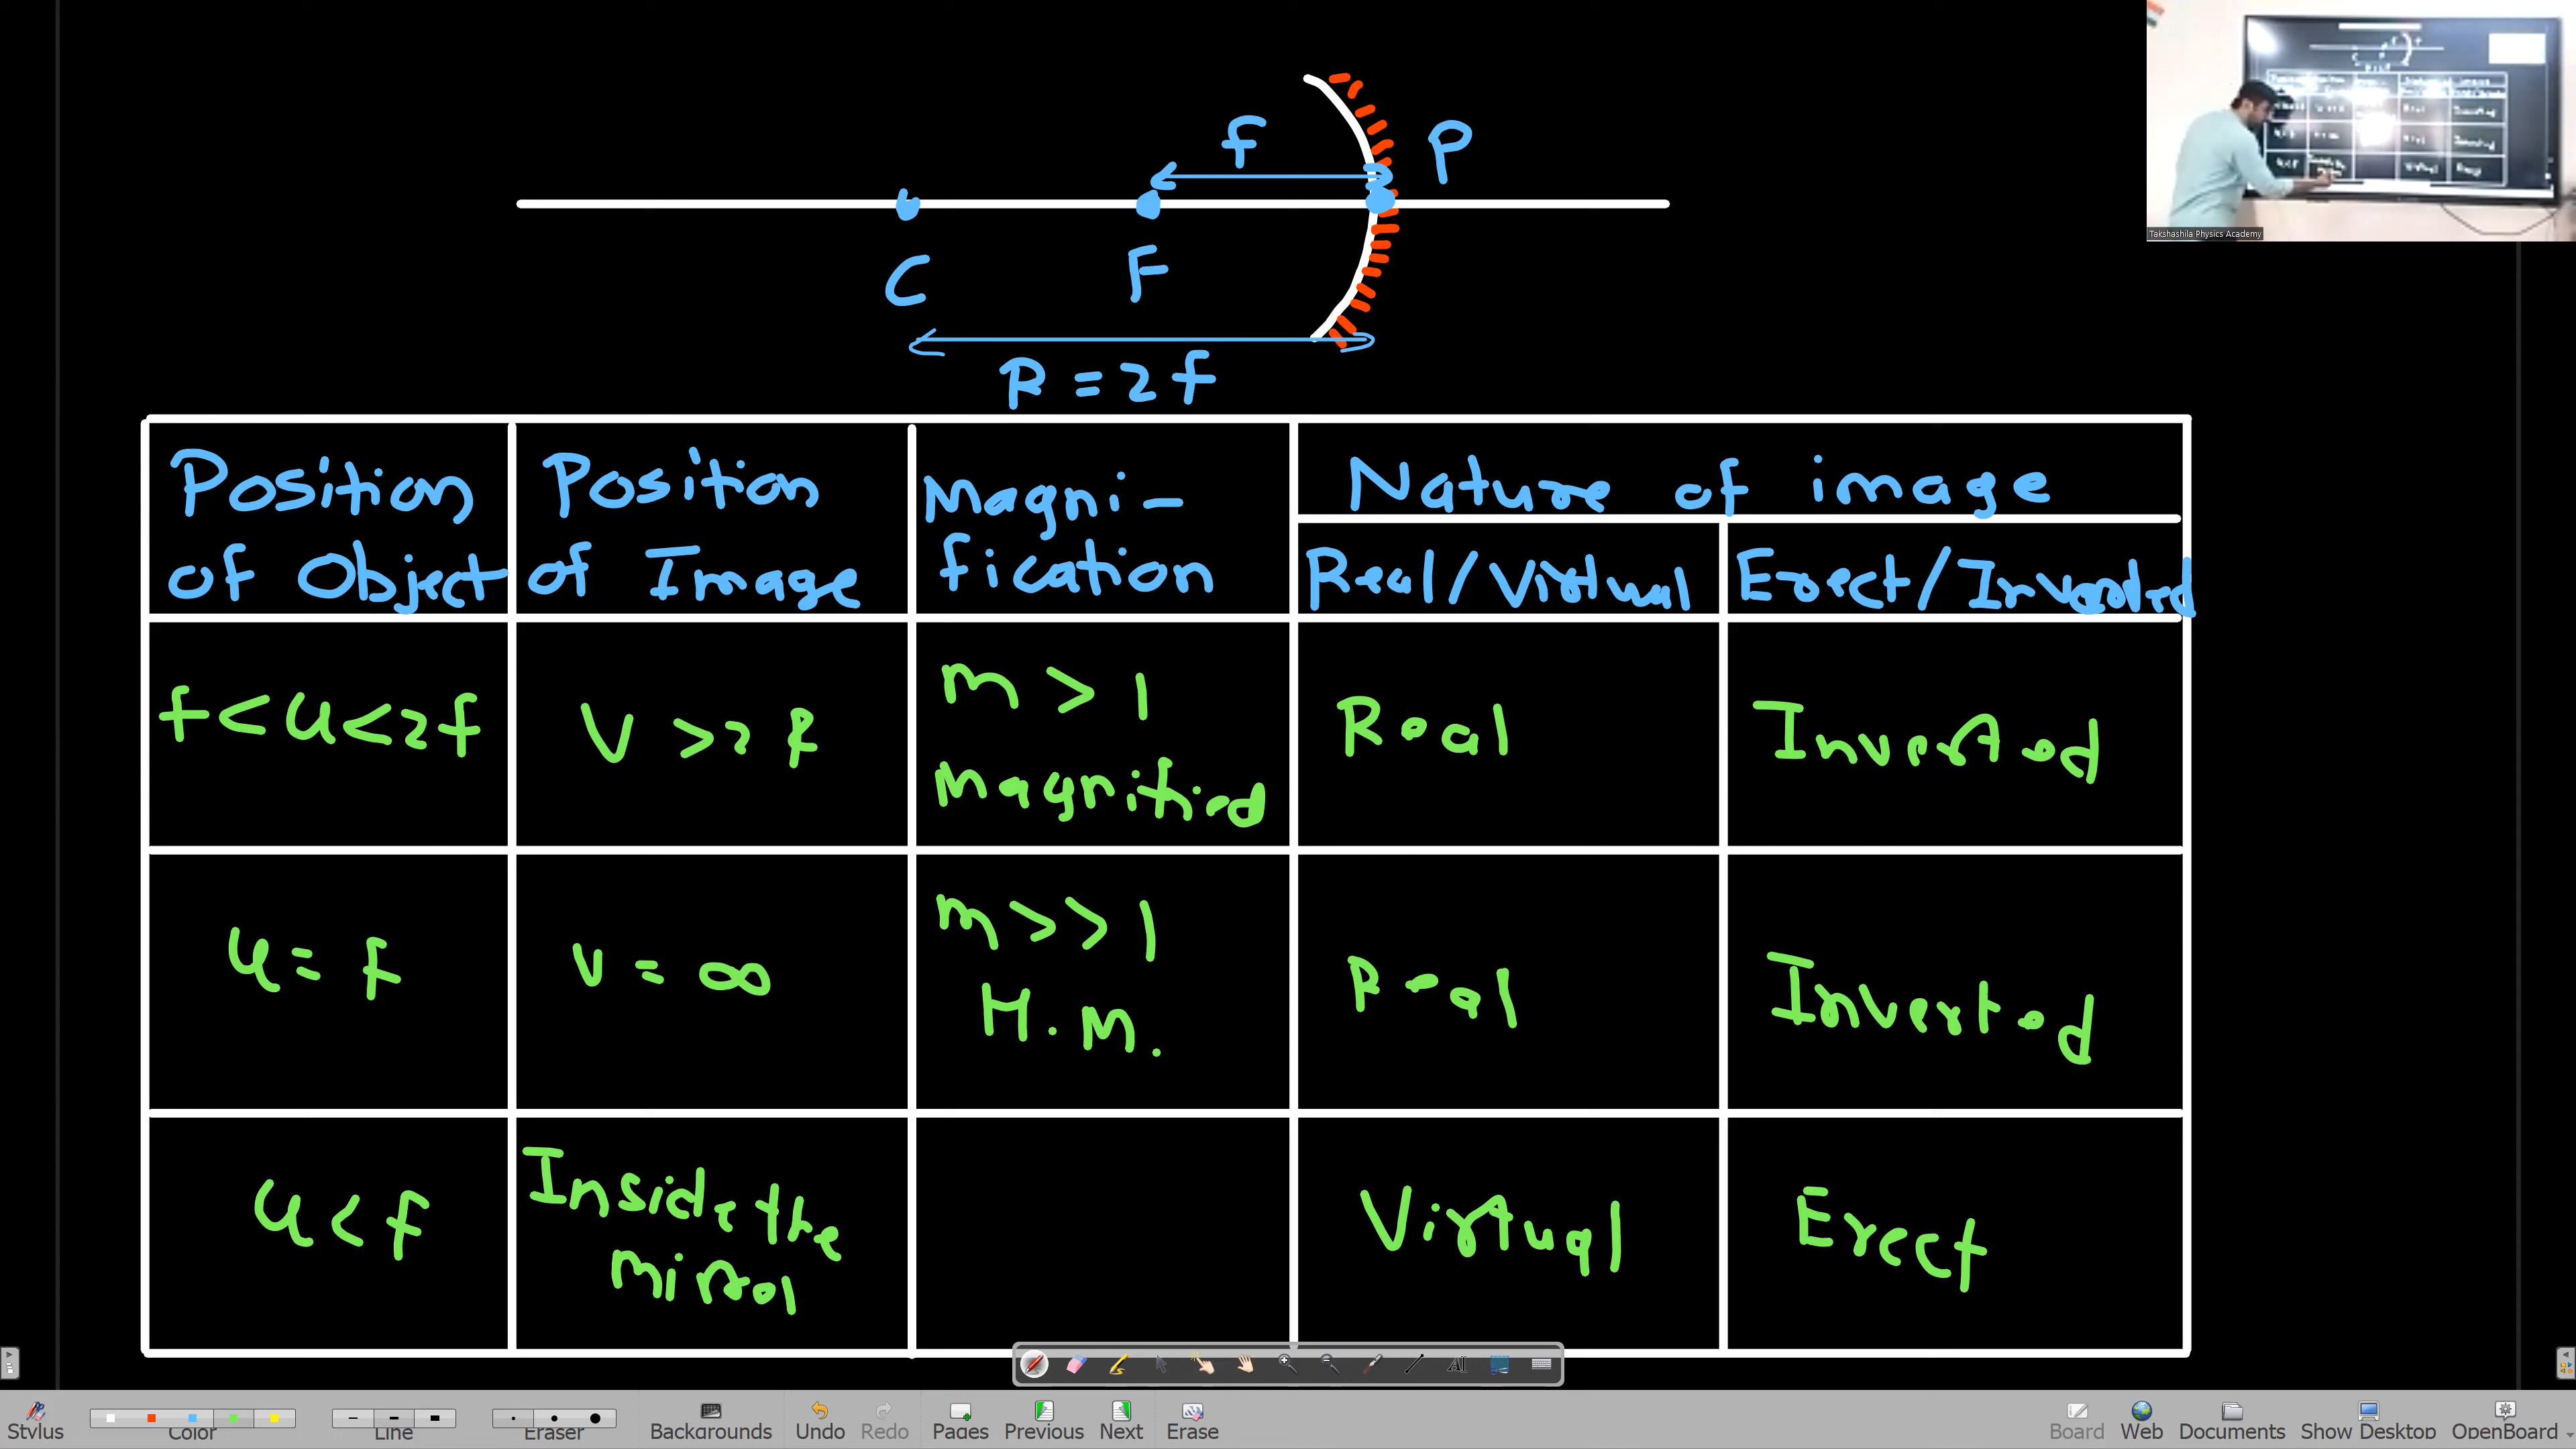 Takshashila Physics Academy
f
P
C
F
R = 2f
Position of Object
Position of Image
Magni-fication
Nature of image
Real/Virtual
Erect/Inverted
f < u < 2f
V > 2f
m > 1
Magnified
Real
Inverted
u = f
v = ∞
m >> 1
H.M.
Real
Inverted
u < f
Inside the
mirror
Virtual
Erect
Stylus
Color
Line
Eraser
Backgrounds
Undo
Redo
Pages
Previous
Next
Erase
Board
Web
Documents
Show Desktop
OpenBoard